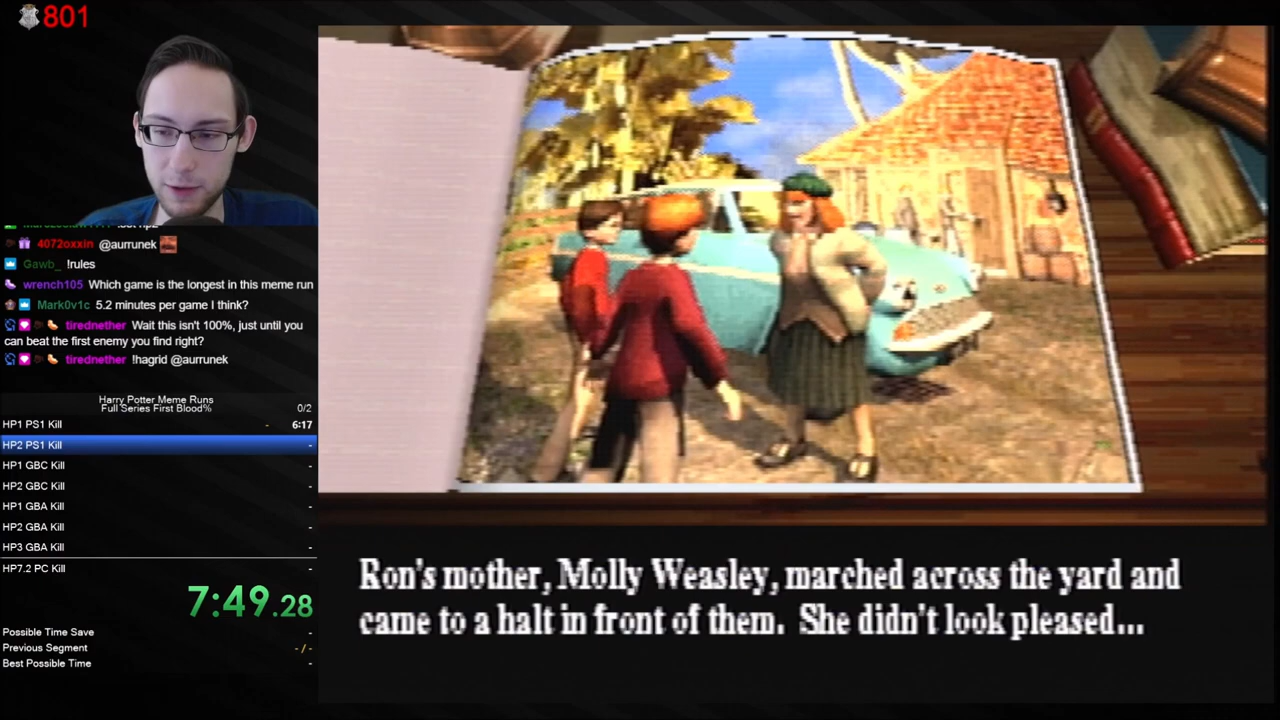 801
4072oxxin @aurrunek
Gawb_ !rules
wrench105 Which game is the longest in this meme run
Mark0v1c 5.2 minutes per game I think?
tirednether Wait this isn't 100%, just until you
can beat the first enemy you find right?
tirednether !hagrid @aurrunek
Harry Potter Meme Runs
Full Series First Blood% 0/2
HP1 PS1 Kill - 6:17
HP2 PS1 Kill -
HP1 GBC Kill -
HP2 GBC Kill -
HP1 GBA Kill -
HP2 GBA Kill -
HP3 GBA Kill -
HP7.2 PC Kill -
7:49.28
Possible Time Save -
Previous Segment - / -
Best Possible Time -
Ron's mother, Molly Weasley, marched across the yard and
came to a halt in front of them. She didn't look pleased...